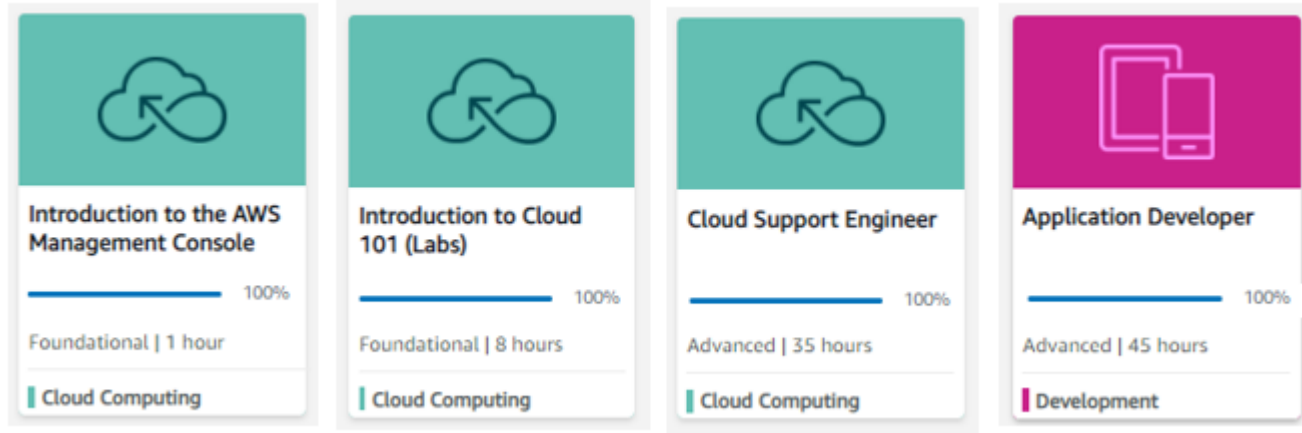 Introduction to the AWS
Management Console
100%
Foundational | 1 hour
Cloud Computing
Introduction to Cloud
101 (Labs)
100%
Foundational | 8 hours
Cloud Computing
Cloud Support Engineer
100%
Advanced | 35 hours
Cloud Computing
Application Developer
100%
Advanced | 45 hours
Development